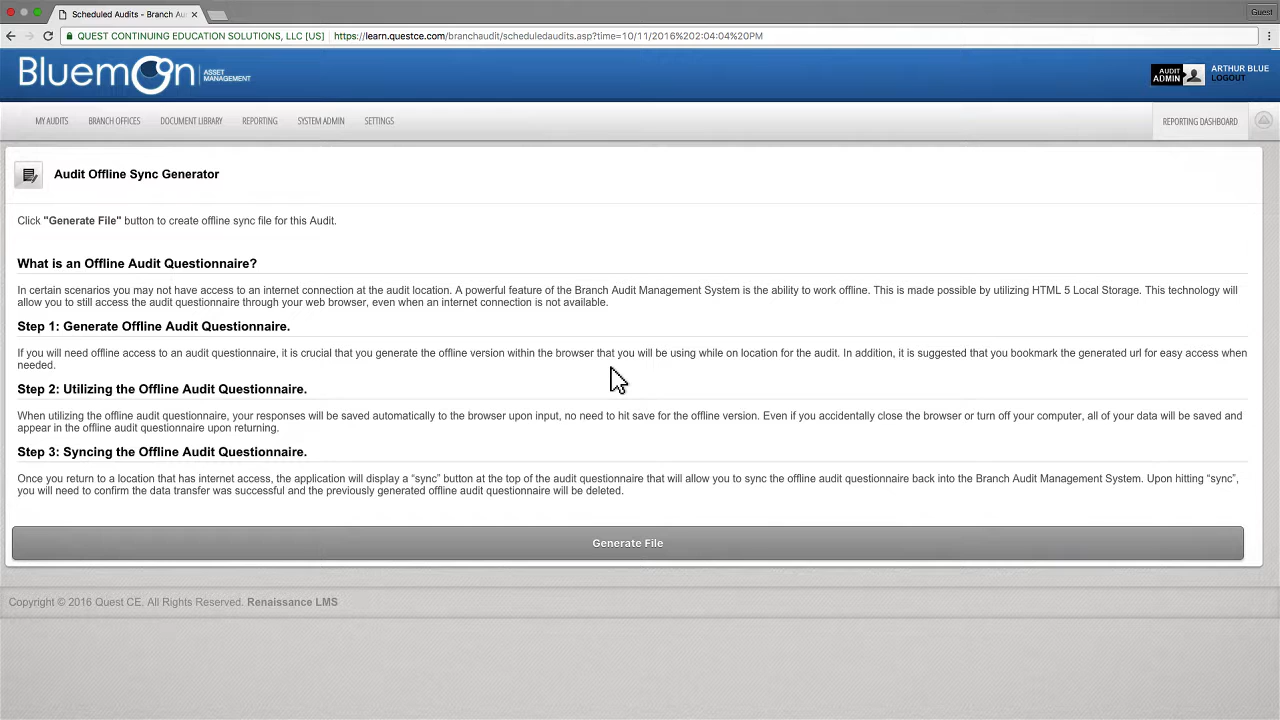 Scheduled Audits - Branch Au
Guest
QUEST CONTINUING EDUCATION SOLUTIONS, LLC [US]
https://learn.questce.com/branchaudit/scheduledaudits.asp?time=10/11/2016%202:04:04%20PM
Bluemoon ASSET MANAGEMENT
AUDIT ADMIN
ARTHUR BLUE
LOGOUT
MY AUDITS BRANCH OFFICES DOCUMENT LIBRARY REPORTING SYSTEM ADMIN SETTINGS REPORTING DASHBOARD
Audit Offline Sync Generator
Click "Generate File" button to create offline sync file for this Audit.
What is an Offline Audit Questionnaire?
In certain scenarios you may not have access to an internet connection at the audit location. A powerful feature of the Branch Audit Management System is the ability to work offline. This is made possible by utilizing HTML 5 Local Storage. This technology will
allow you to still access the audit questionnaire through your web browser, even when an internet connection is not available.
Step 1: Generate Offline Audit Questionnaire.
If you will need offline access to an audit questionnaire, it is crucial that you generate the offline version within the browser that you will be using while on location for the audit. In addition, it is suggested that you bookmark the generated url for easy access when
needed.
Step 2: Utilizing the Offline Audit Questionnaire.
When utilizing the offline audit questionnaire, your responses will be saved automatically to the browser upon input, no need to hit save for the offline version. Even if you accidentally close the browser or turn off your computer, all of your data will be saved and
appear in the offline audit questionnaire upon returning.
Step 3: Syncing the Offline Audit Questionnaire.
Once you return to a location that has internet access, the application will display a “sync” button at the top of the audit questionnaire that will allow you to sync the offline audit questionnaire back into the Branch Audit Management System. Upon hitting “sync”,
you will need to confirm the data transfer was successful and the previously generated offline audit questionnaire will be deleted.
Generate File
Copyright © 2016 Quest CE. All Rights Reserved. Renaissance LMS